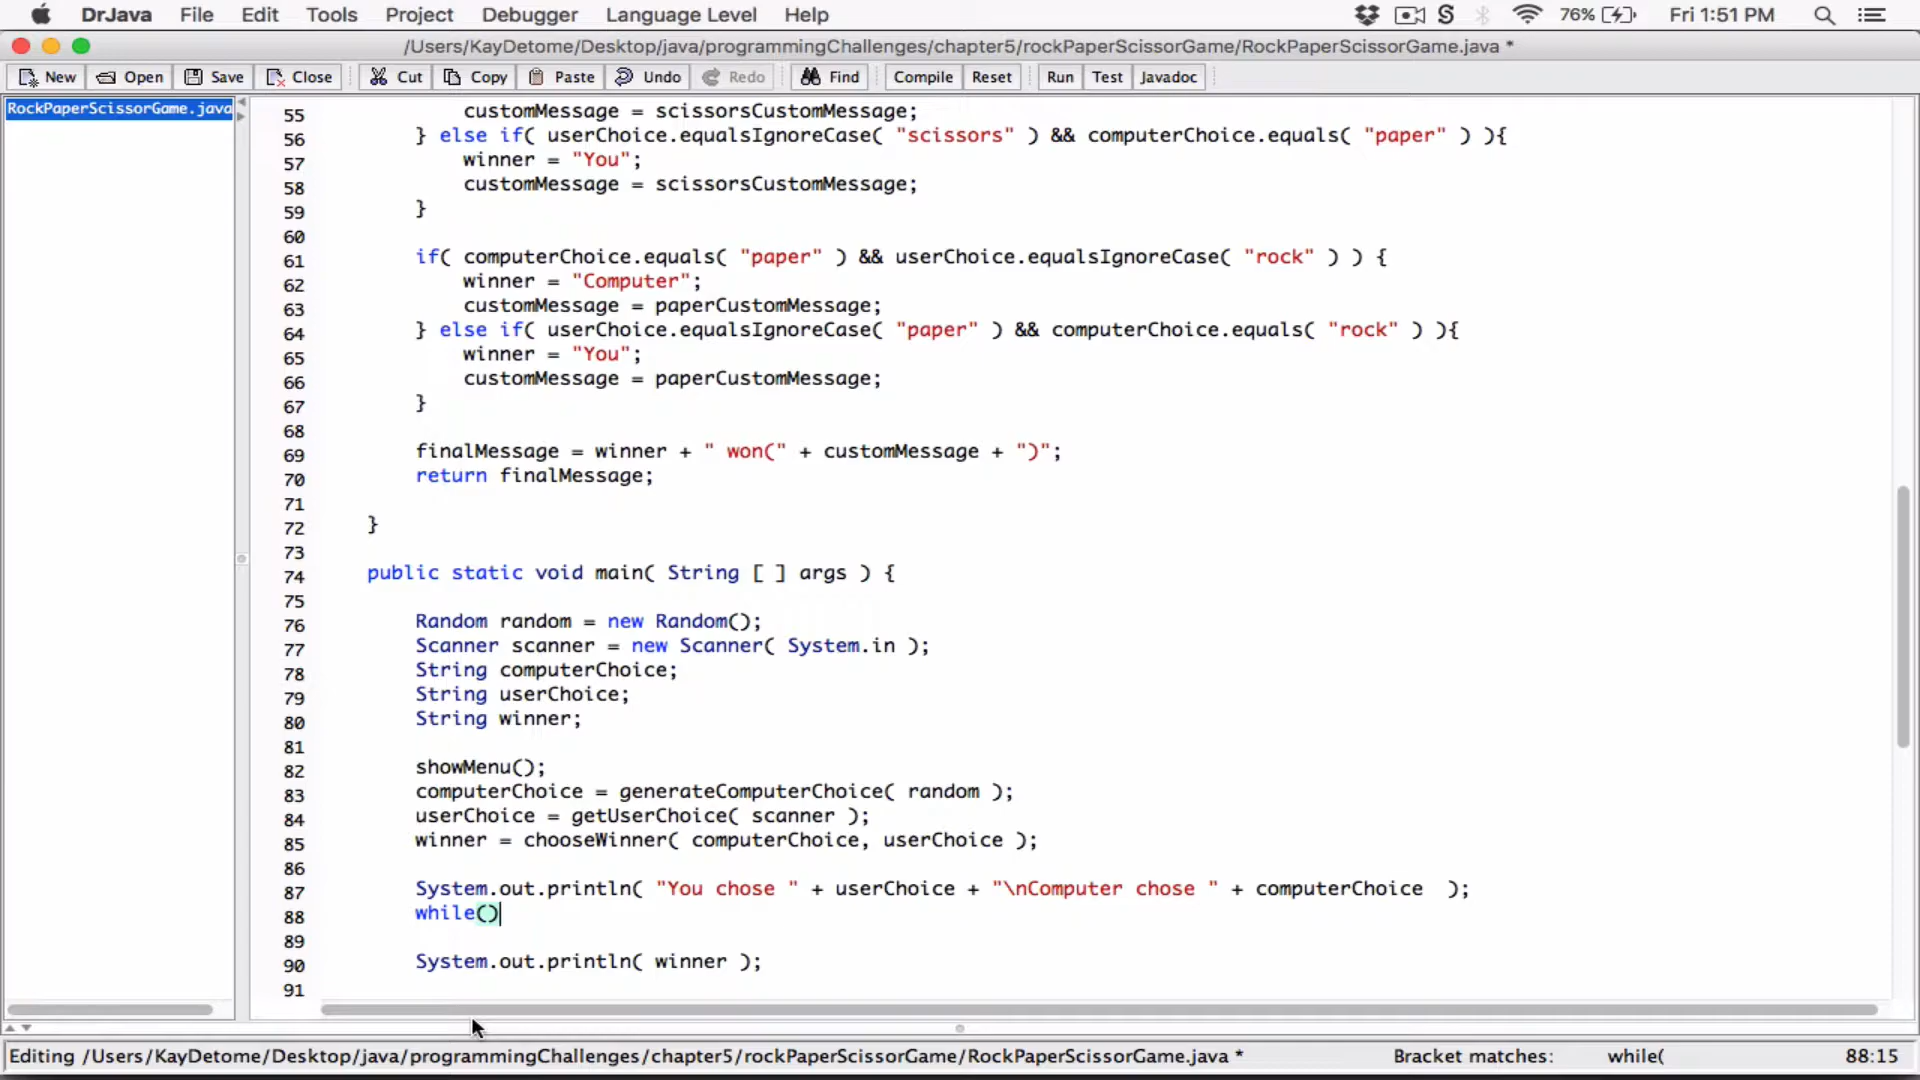 DrJava File Edit Tools Project Debugger Language Level Help 76% Fri 1:51 PM
/Users/KayDetome/Desktop/java/programmingChallenges/chapter5/rockPaperScissorGame/RockPaperScissorGame.java *
New Open Save Close Cut Copy Paste Undo Redo Find Compile Reset Run Test Javadoc
RockPaperScissorGame.java
55 customMessage = scissorsCustomMessage;
56 } else if( userChoice.equalsIgnoreCase( "scissors" ) && computerChoice.equals( "paper" ) ){
57 winner = "You";
58 customMessage = scissorsCustomMessage;
59 }
60
61 if( computerChoice.equals( "paper" ) && userChoice.equalsIgnoreCase( "rock" ) ) {
62 winner = "Computer";
63 customMessage = paperCustomMessage;
64 } else if( userChoice.equalsIgnoreCase( "paper" ) && computerChoice.equals( "rock" ) ){
65 winner = "You";
66 customMessage = paperCustomMessage;
67 }
68
69 finalMessage = winner + " won(" + customMessage + ")";
70 return finalMessage;
71
72 }
73
74 public static void main( String [ ] args ) {
75
76 Random random = new Random();
77 Scanner scanner = new Scanner( System.in );
78 String computerChoice;
79 String userChoice;
80 String winner;
81
82 showMenu();
83 computerChoice = generateComputerChoice( random );
84 userChoice = getUserChoice( scanner );
85 winner = chooseWinner( computerChoice, userChoice );
86
87 System.out.println( "You chose " + userChoice + "\nComputer chose " + computerChoice  );
88 while()
89
90 System.out.println( winner );
91
Editing /Users/KayDetome/Desktop/java/programmingChallenges/chapter5/rockPaperScissorGame/RockPaperScissorGame.java * Bracket matches: while( 88:15